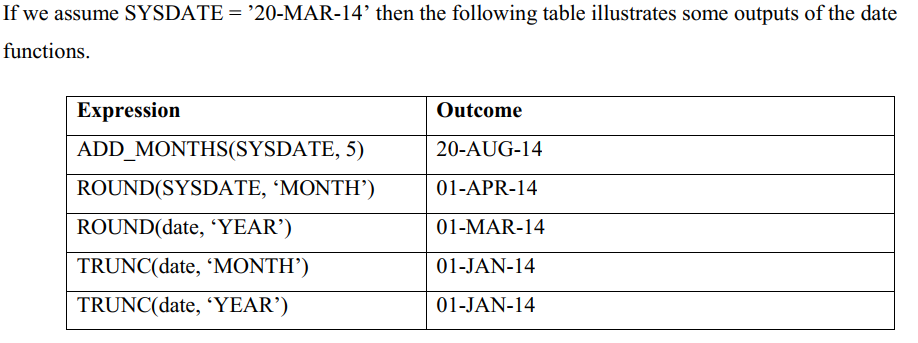 If we assume SYSDATE = ’20-MAR-14’ then the following table illustrates some outputs of the date
functions.
Expression Outcome
ADD_MONTHS(SYSDATE, 5) 20-AUG-14
ROUND(SYSDATE, ‘MONTH’) 01-APR-14
ROUND(date, ‘YEAR’) 01-MAR-14
TRUNC(date, ‘MONTH’) 01-JAN-14
TRUNC(date, ‘YEAR’) 01-JAN-14